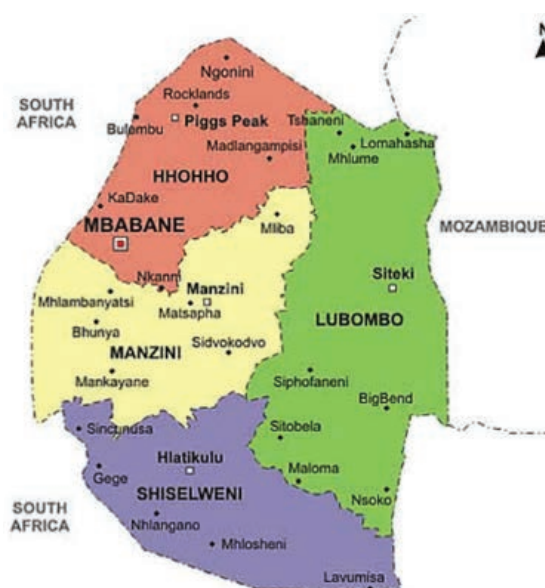 N
Ngonini
SOUTH
AFRICA
Rocklands
Bulembu
Piggs Peak
Tshaneni
Lomahasha
Mhlume
Madlangampisi
HHOHHO
KaDake
MBABANE
Mliba
MOZAMBIQUE
Nkanni
Manzini
Siteki
Mhlambanyatsi
Matsapha
Bhunya
LUBOMBO
MANZINI
Sidvokodvo
Mankayane
Siphofaneni
BigBend
Sincunusa
Sitobela
Hlatikulu
Gege
Maloma
SHISELWENI
Nsoko
SOUTH
AFRICA
Nhlangano
Mhlosheni
Lavumisa